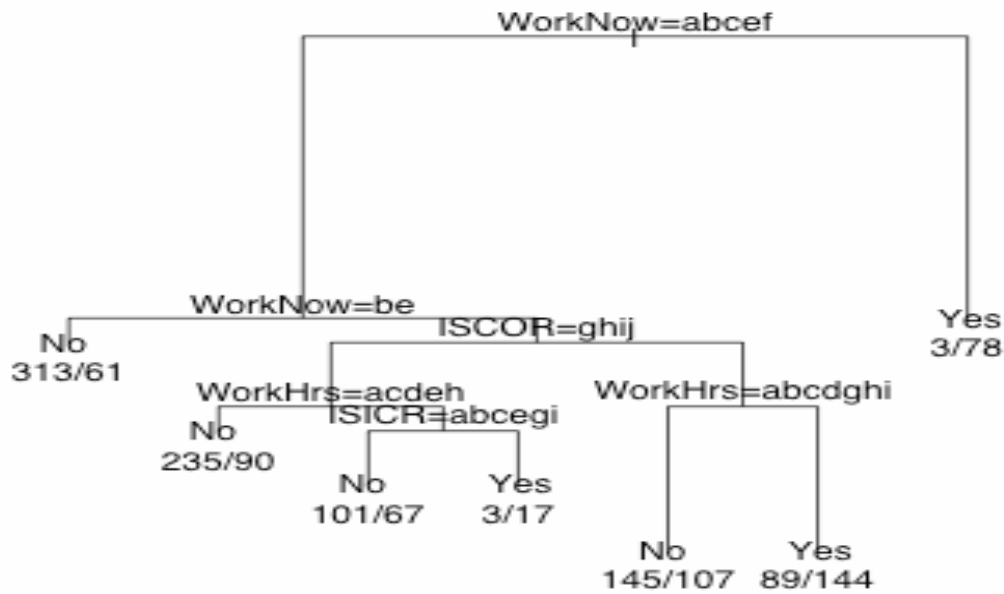 WorkNow=abcef
WorkNow=be
ISCOR=ghij
Yes
3/78
No
313/61
WorkHrs=acdeh
WorkHrs=abcdghi
ISICR=abcegi
No
235/90
No
101/67
Yes
3/17
No
145/107
Yes
89/144